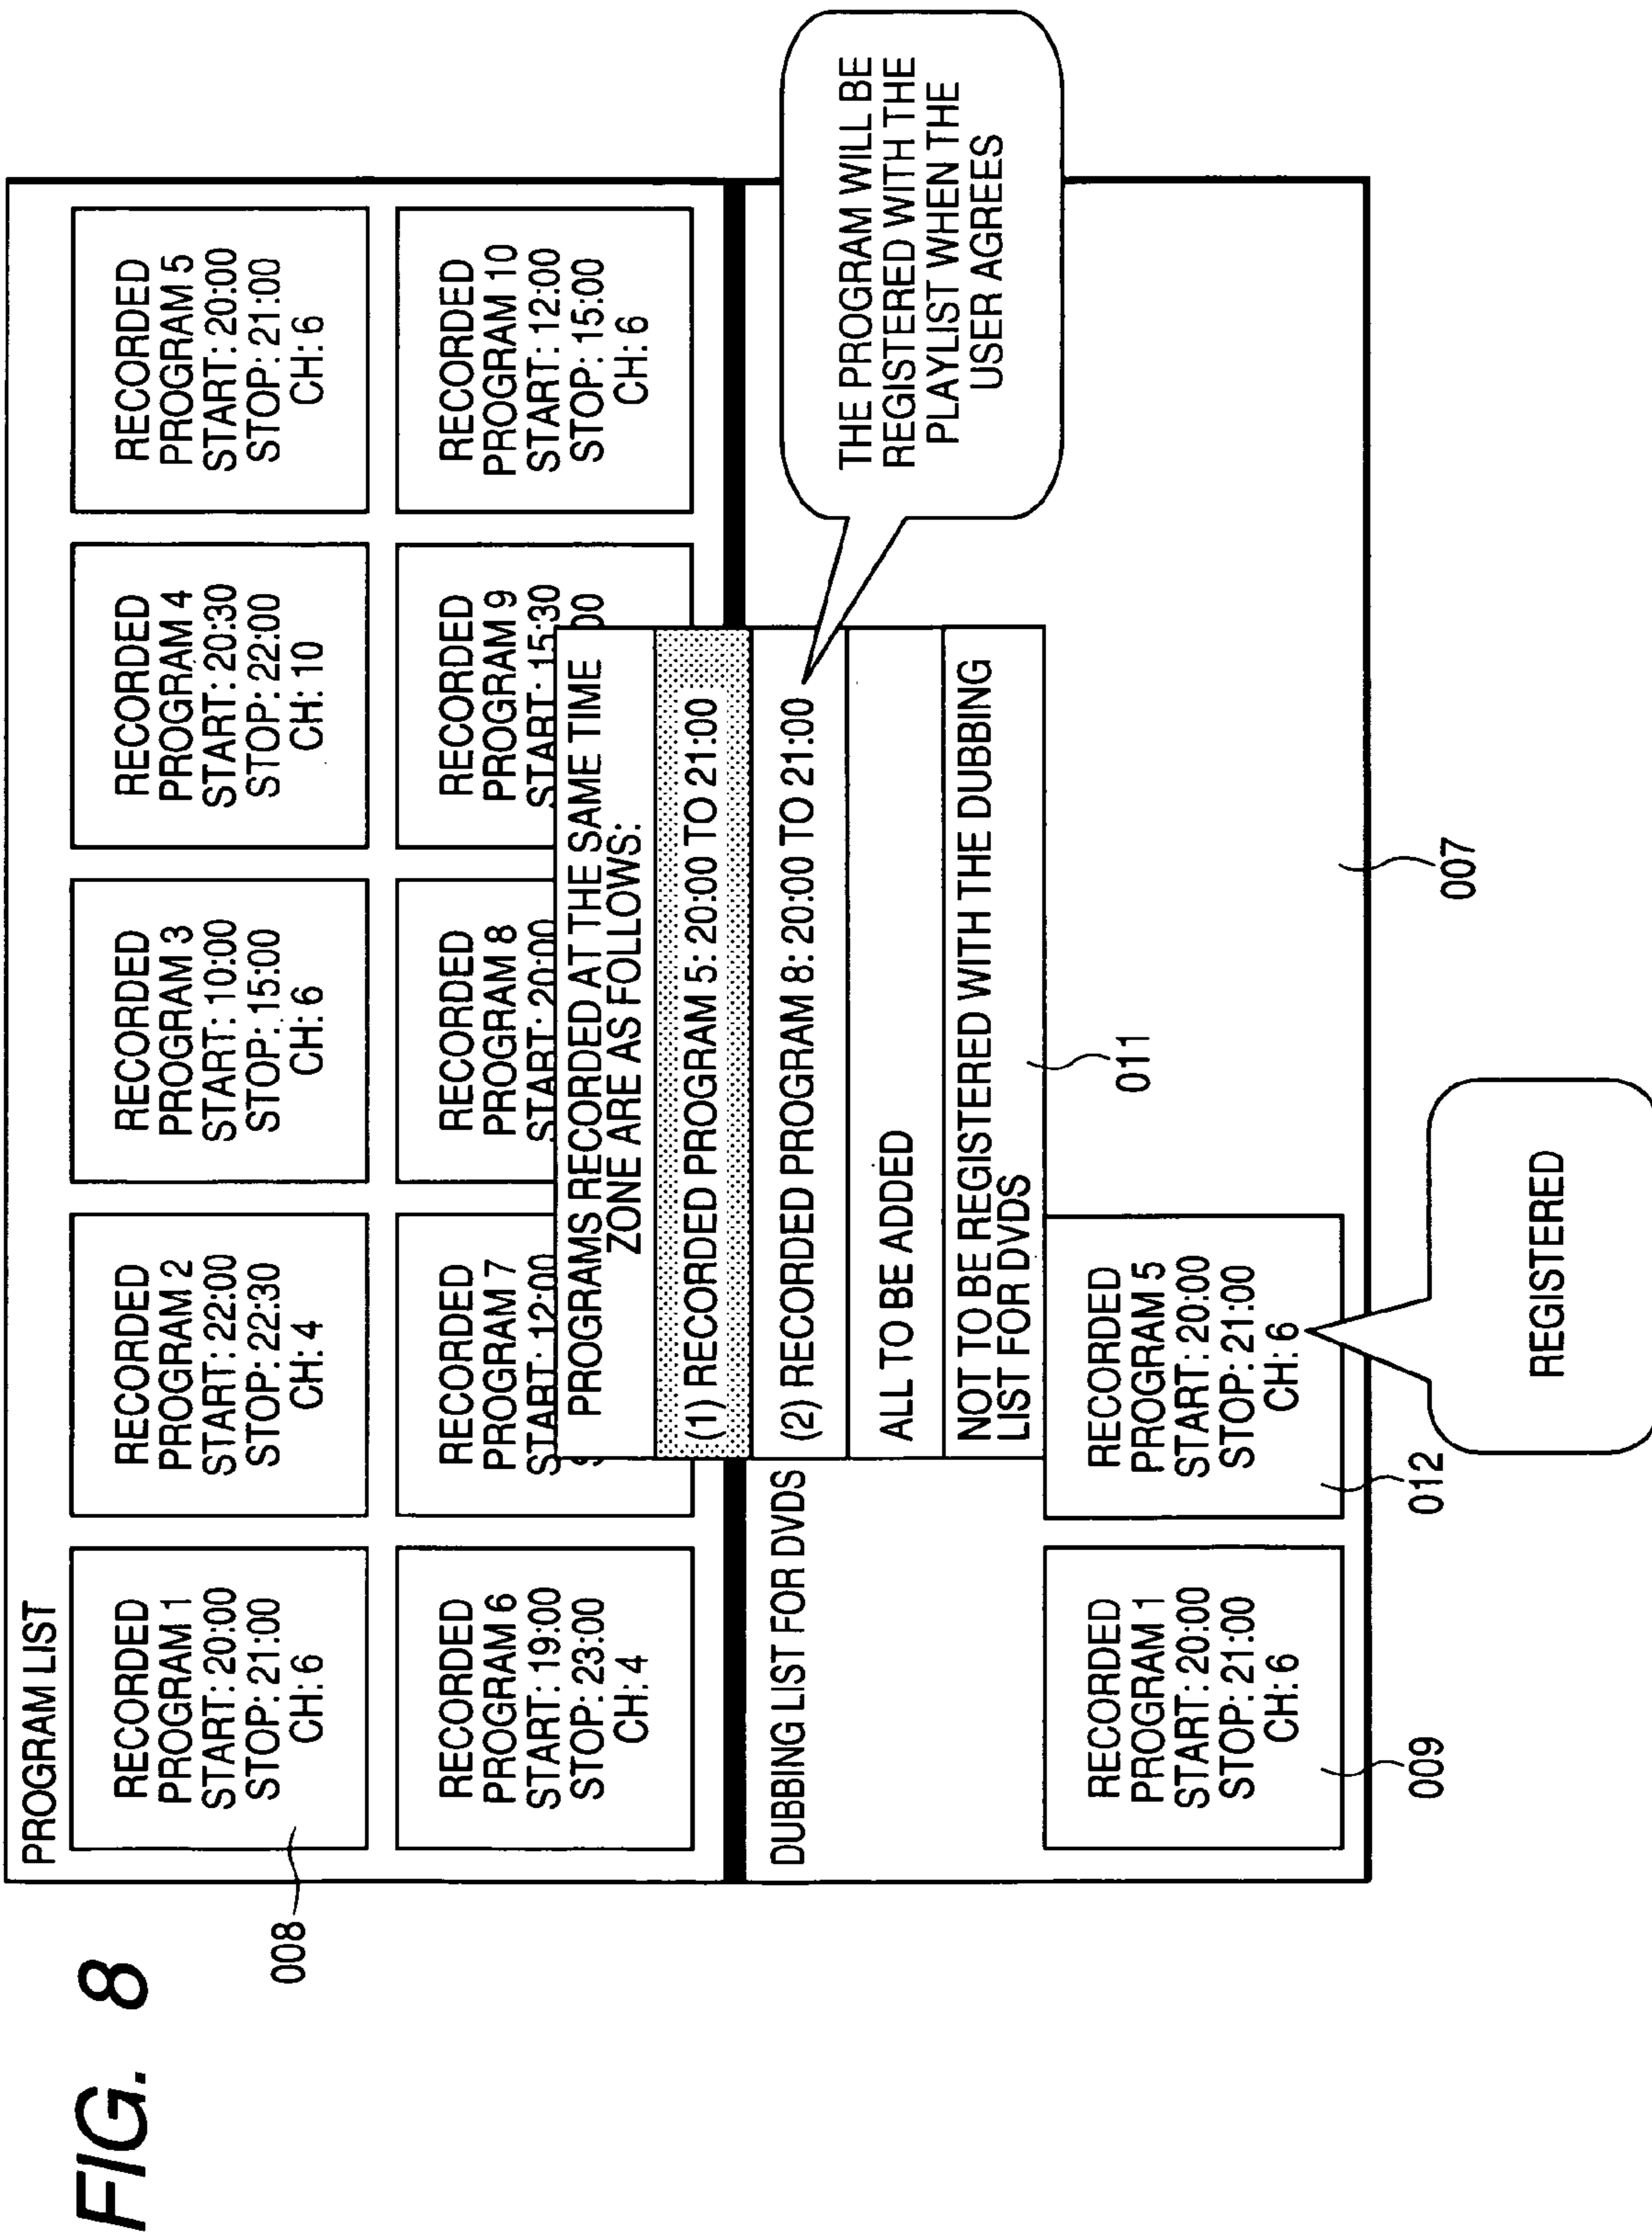 FIG. 8
PROGRAM LIST
RECORDED
PROGRAM 1
START: 20:00
STOP: 21:00
CH: 6
RECORDED
PROGRAM 2
START: 22:00
STOP: 22:30
CH: 4
RECORDED
PROGRAM 3
START: 10:00
STOP: 15:00
CH: 6
RECORDED
PROGRAM 4
START: 20:30
STOP: 22:00
CH: 10
RECORDED
PROGRAM 5
START: 20:00
STOP: 21:00
CH: 6
008
RECORDED
PROGRAM 6
START: 19:00
STOP: 23:00
CH: 4
RECORDED
PROGRAM 7
START: 12:00
RECORDED
PROGRAM 8
START: 20:00
RECORDED
PROGRAM 9
START: 15:30
RECORDED
PROGRAM 10
START: 12:00
STOP: 15:00
CH: 6
PROGRAMS RECORDED AT THE SAME TIME
ZONE ARE AS FOLLOWS:
(1) RECORDED PROGRAM 5: 20:00 TO 21:00
(2) RECORDED PROGRAM 8: 20:00 TO 21:00
ALL TO BE ADDED
NOT TO BE REGISTERED WITH THE DUBBING
LIST FOR DVDS
011
THE PROGRAM WILL BE
REGISTERED WITH THE
PLAYLIST WHEN THE
USER AGREES
DUBBING LIST FOR DVDS
RECORDED
PROGRAM 1
START: 20:00
STOP: 21:00
CH: 6
RECORDED
PROGRAM 5
START: 20:00
STOP: 21:00
CH: 6
009
012
007
REGISTERED